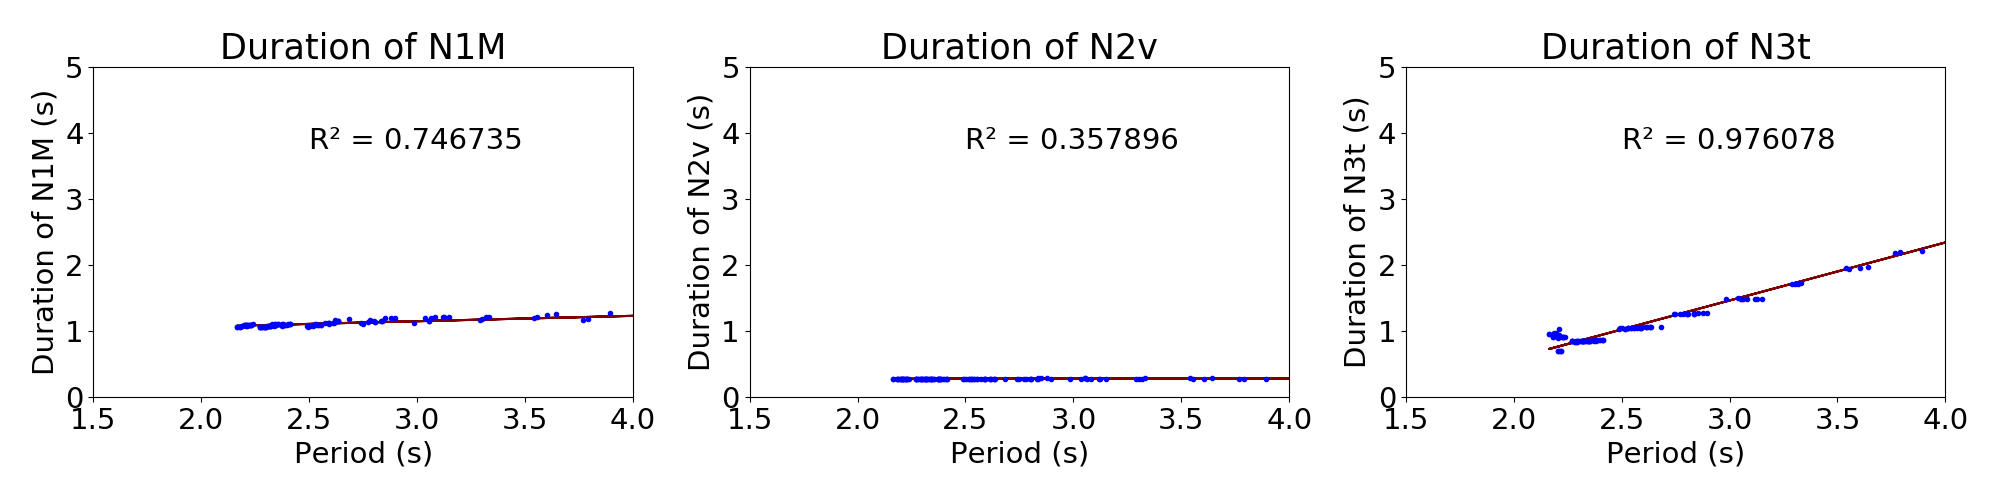 Duration of N1M
Duration of N1M (s)
5
4
3
2
1
0
R² = 0.746735
1.5 2.0 2.5 3.0 3.5 4.0
Period (s)
Duration of N2v
Duration of N2v (s)
5
4
3
2
1
0
R² = 0.357896
1.5 2.0 2.5 3.0 3.5 4.0
Period (s)
Duration of N3t
Duration of N3t (s)
5
4
3
2
1
0
R² = 0.976078
1.5 2.0 2.5 3.0 3.5 4.0
Period (s)